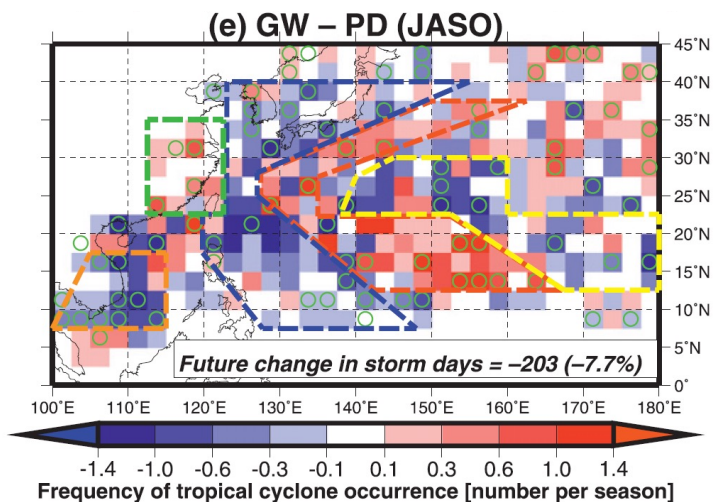 (e) GW – PD (JASO)
45°N
40°N
35°N
30°N
25°N
20°N
15°N
10°N
5°N
Future change in storm days = –203 (–7.7%)
0°
100°E 110°E 120°E 130°E 140°E 150°E 160°E 170°E 180°E
-1.4 -1.0 -0.6 -0.3 -0.1 0.1 0.3 0.6 1.0 1.4
Frequency of tropical cyclone occurrence [number per season]